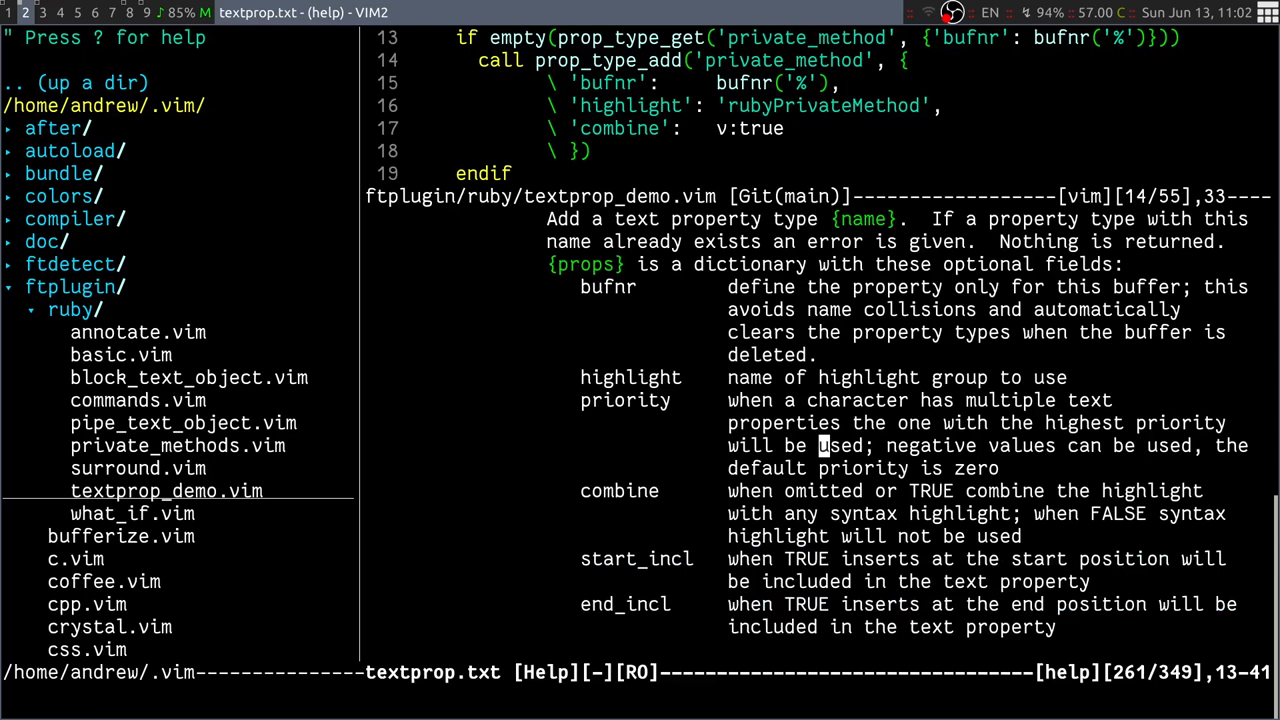 1 2 3 4 5 6 7 8 9 ♪ 85% M textprop.txt - (help) - VIM2 EN ↯ 94% 57.00 C Sun Jun 13, 11:02
" Press ? for help
.. (up a dir)
/home/andrew/.vim/
▸ after/
▸ autoload/
▸ bundle/
▸ colors/
▸ compiler/
▸ doc/
▸ ftdetect/
▾ ftplugin/
▾ ruby/
annotate.vim
basic.vim
block_text_object.vim
commands.vim
pipe_text_object.vim
private_methods.vim
surround.vim
textprop_demo.vim
what_if.vim
bufferize.vim
c.vim
coffee.vim
cpp.vim
crystal.vim
css.vim
/home/andrew/.vim---------------
13 if empty(prop_type_get('private_method', {'bufnr': bufnr('%')}))
14 call prop_type_add('private_method', {
15 \ 'bufnr': bufnr('%'),
16 \ 'highlight': 'rubyPrivateMethod',
17 \ 'combine': v:true
18 \ })
19 endif
ftplugin/ruby/textprop_demo.vim [Git(main)]------------------[vim][14/55],33----
Add a text property type {name}. If a property type with this
name already exists an error is given. Nothing is returned.
{props} is a dictionary with these optional fields:
bufnr define the property only for this buffer; this
avoids name collisions and automatically
clears the property types when the buffer is
deleted.
highlight name of highlight group to use
priority when a character has multiple text
properties the one with the highest priority
will be used; negative values can be used, the
default priority is zero
combine when omitted or TRUE combine the highlight
with any syntax highlight; when FALSE syntax
highlight will not be used
start_incl when TRUE inserts at the start position will
be included in the text property
end_incl when TRUE inserts at the end position will be
included in the text property
textprop.txt [Help][-][RO]---------------------------------[help][261/349],13-41